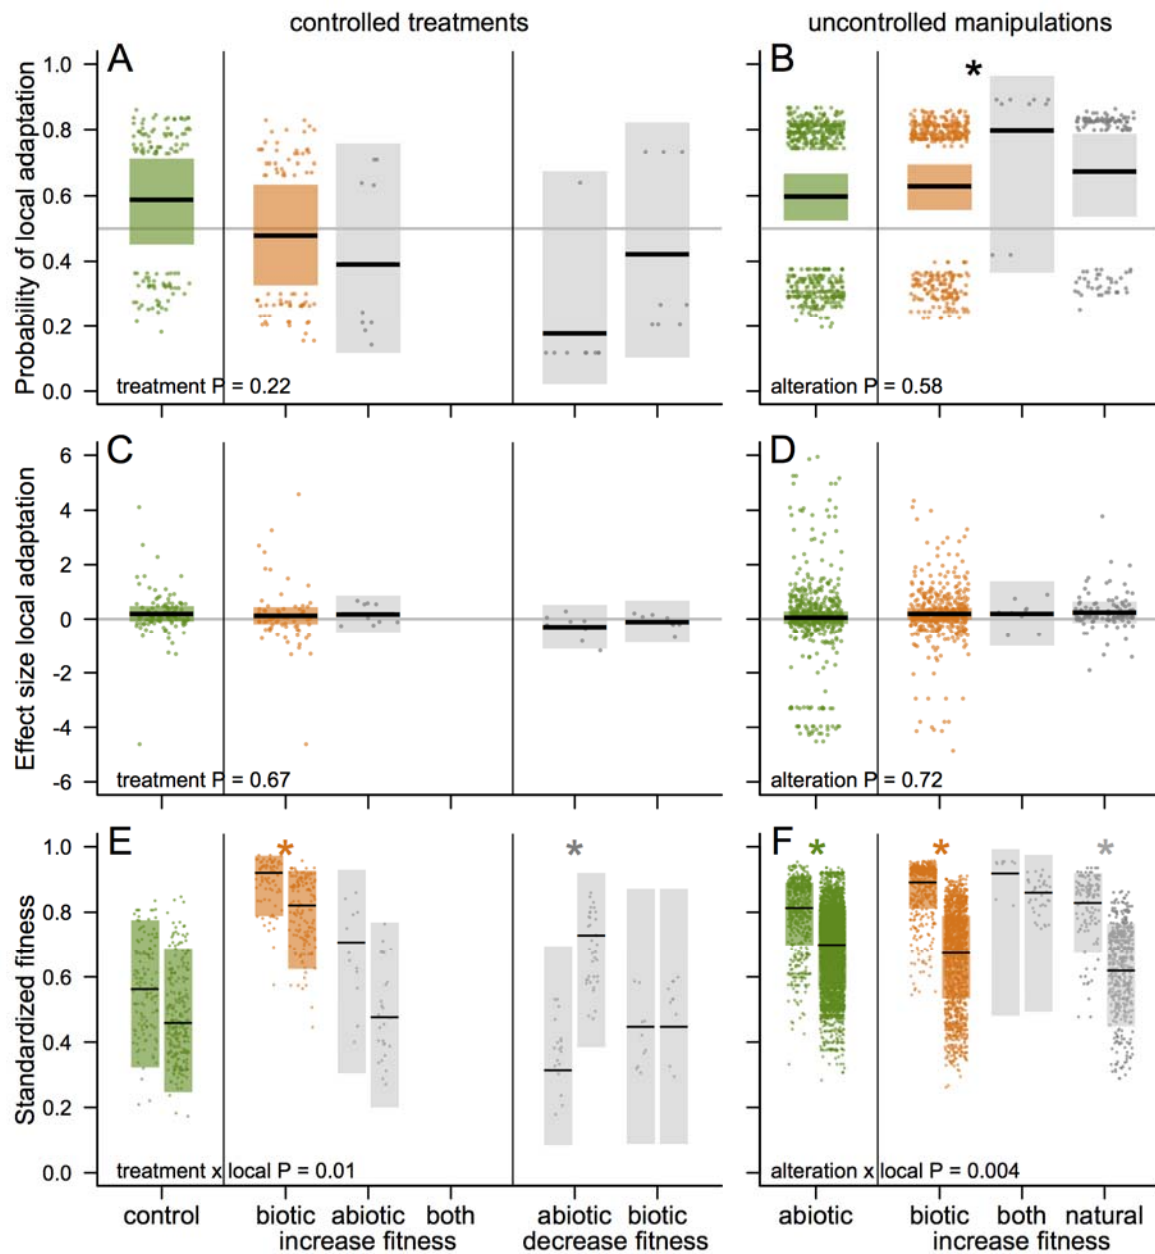 controlled treatments
uncontrolled manipulations
A
B
*
Probability of local adaptation
1.0
0.8
0.6
0.4
0.2
0.0
treatment P = 0.22
alteration P = 0.58
C
D
Effect size local adaptation
6
4
2
0
-2
-4
-6
treatment P = 0.67
alteration P = 0.72
E
F
* * * * *
Standardized fitness
1.0
0.8
0.6
0.4
0.2
0.0
treatment x local P = 0.01
alteration x local P = 0.004
control biotic abiotic both abiotic biotic abiotic biotic both natural
increase fitness decrease fitness increase fitness